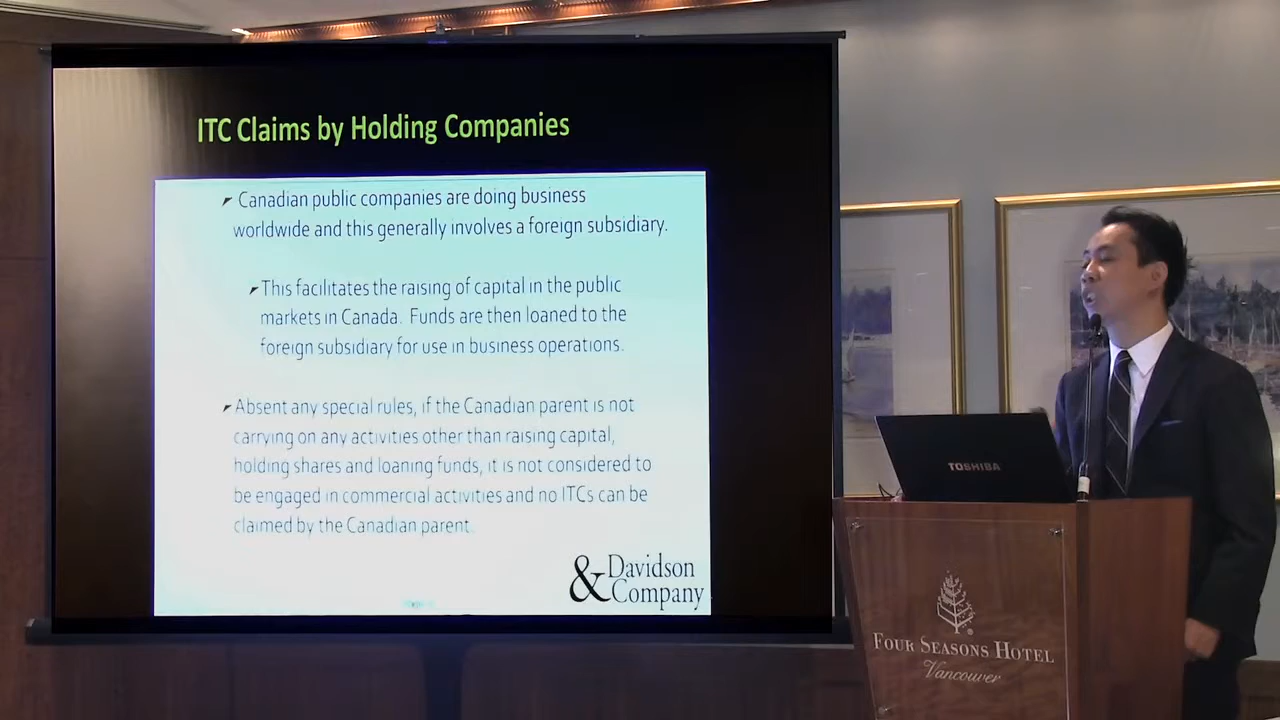 ITC Claims by Holding Companies
Canadian public companies are doing business
worldwide and this generally involves a foreign subsidiary.
This facilitates the raising of capital in the public
markets in Canada. Funds are then loaned to the
foreign subsidiary for use in business operations.
Absent any special rules, if the Canadian parent is not
carrying on any activities other than raising capital,
holding shares and loaning funds, it is not considered to
be engaged in commercial activities and no ITCs can be
claimed by the Canadian parent.
& Davidson
Company
TOSHIBA
FOUR SEASONS HOTEL
Vancouver